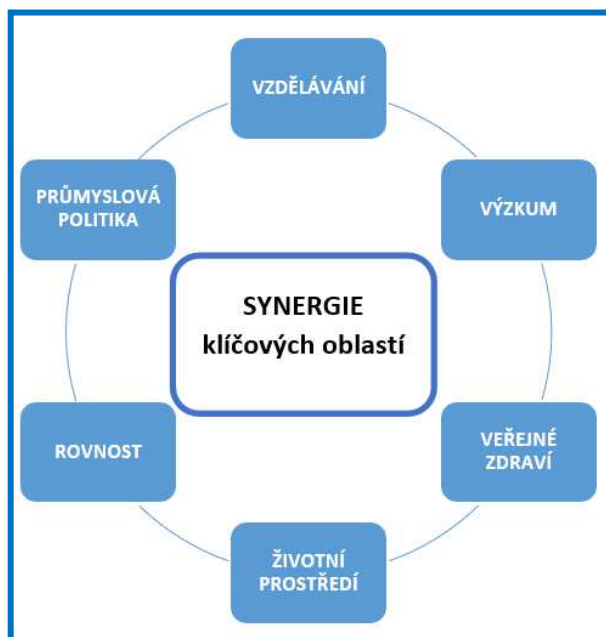 VZDĚLÁVÁNÍ
VÝZKUM
VEŘEJNÉ
ZDRAVÍ
ŽIVOTNÍ
PROSTŘEDÍ
ROVNOST
PRŮMYSLOVÁ
POLITIKA
SYNERGIE
klíčových oblastí